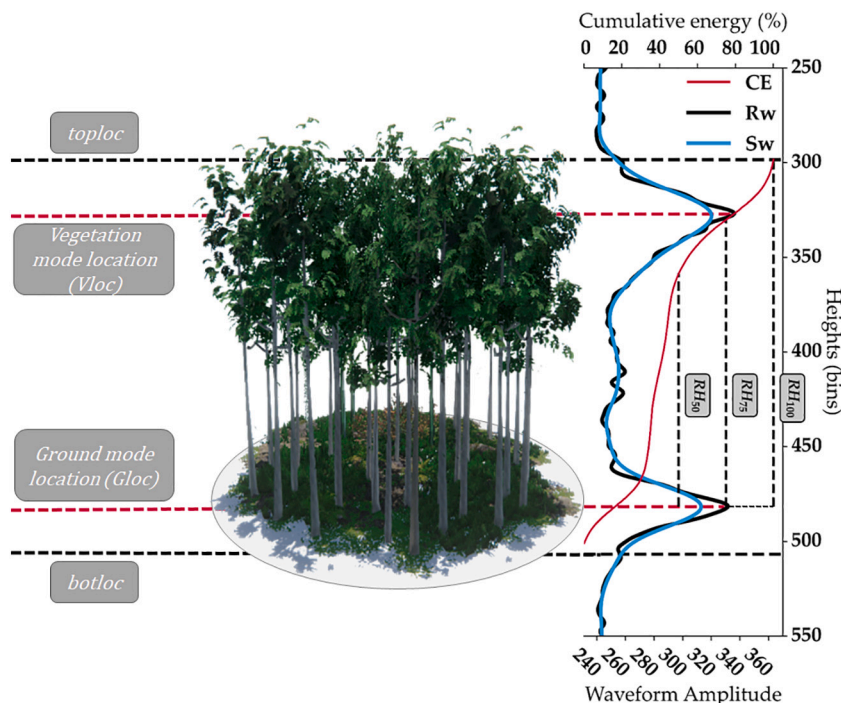 Cumulative energy (%)
0 20 40 60 80 100
250
CE
Rw
Sw
toploc
300
Vegetation
mode location
(Vloc)
350
Heights (bins)
400
RH50
RH75
RH100
Ground mode
location (Gloc)
450
500
botloc
550
240 260 280 300 320 340 360
Waveform Amplitude